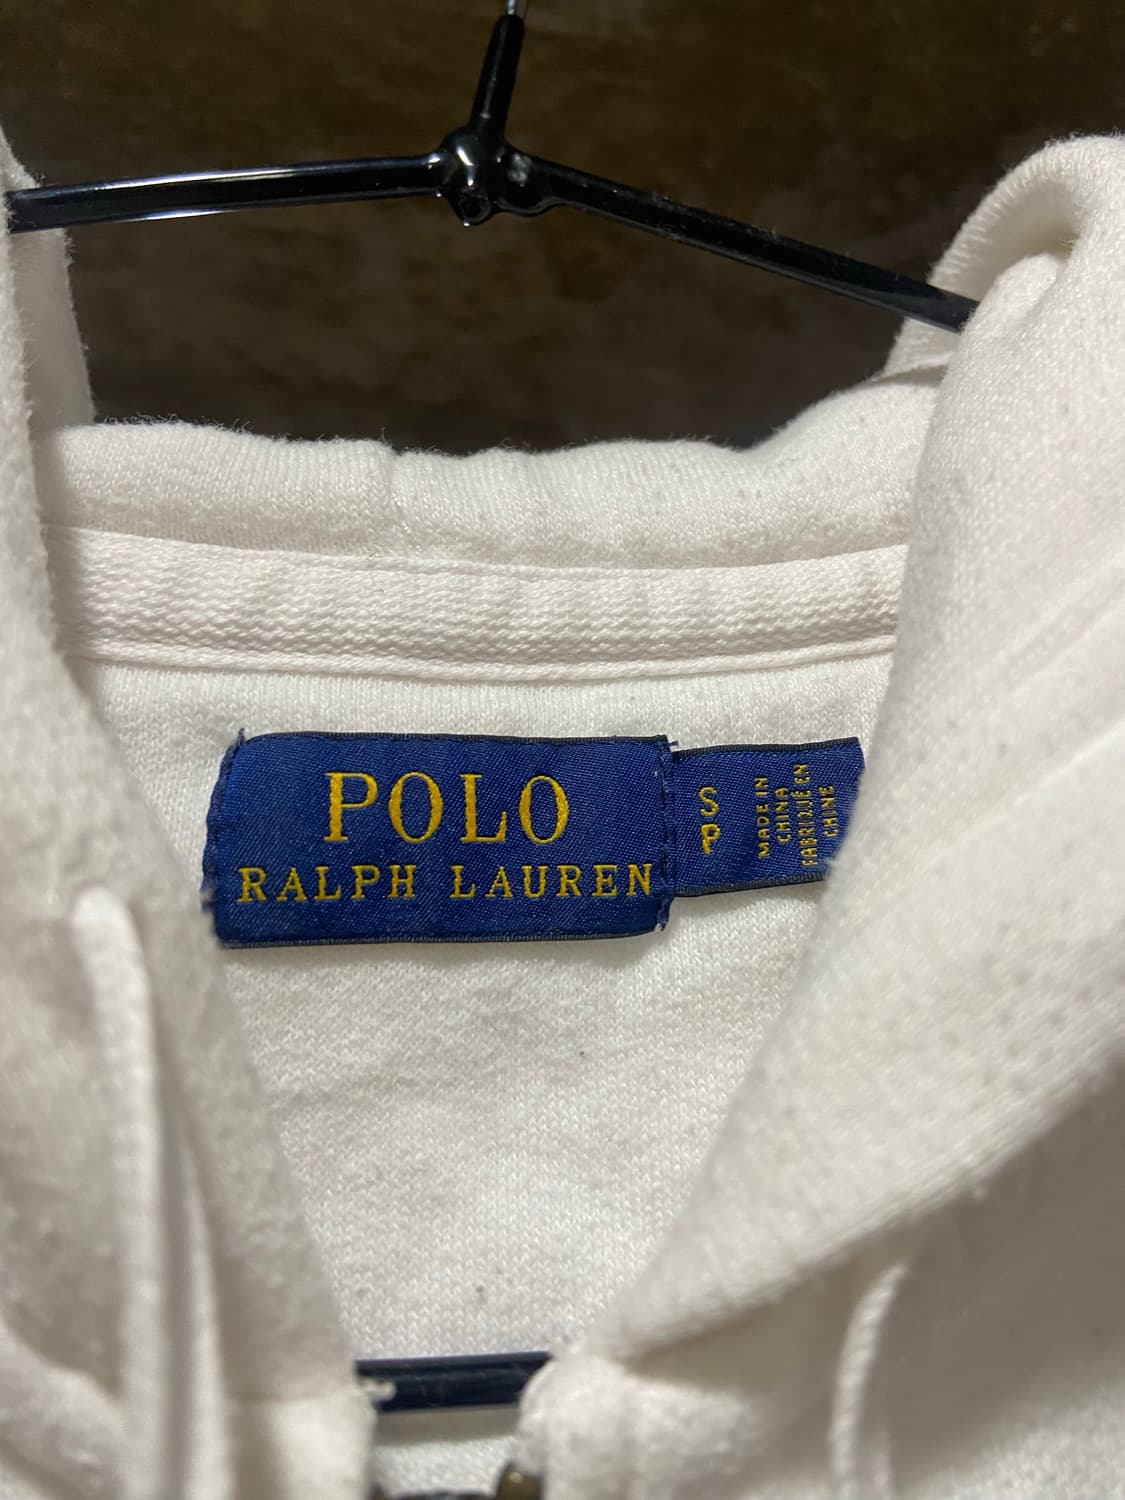 POLO
RALPH LAUREN
S
P
MADE IN
CHINA
FABRIQUÉ EN
CHINE